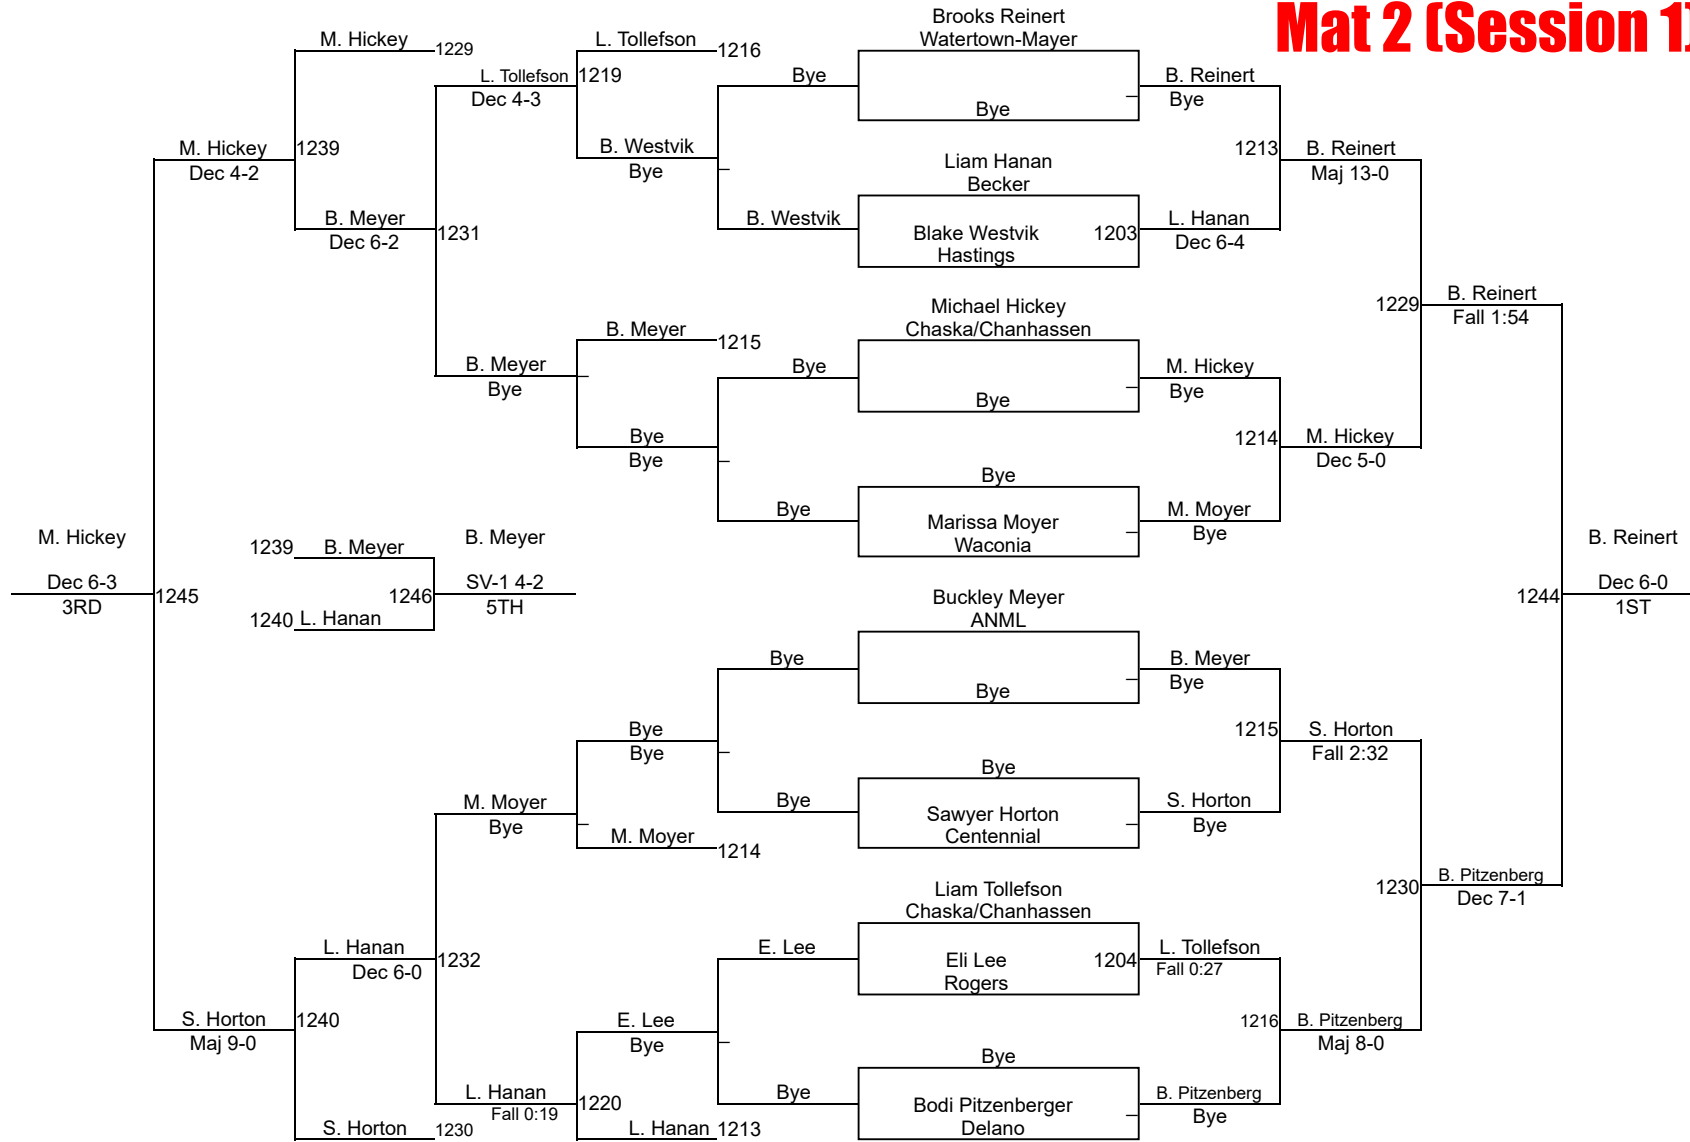 Mat 2 (Session 1)
Brooks Reinert
Watertown-Mayer
M. Hickey 1229
L. Tollefson 1216
L. Tollefson 1219
Dec 4-3
Bye
Bye
B. Reinert
Bye
M. Hickey 1239
Dec 4-2
B. Westvik
Bye
Liam Hanan
Becker
1213 B. Reinert
Maj 13-0
B. Meyer
Dec 6-2
1231
B. Westvik
Blake Westvik 1203
Hastings
L. Hanan
Dec 6-4
Michael Hickey
Chaska/Chanhassen
1229 B. Reinert
Fall 1:54
B. Meyer 1215
B. Meyer
Bye
Bye
Bye
M. Hickey
Bye
Bye
Bye
1214 M. Hickey
Dec 5-0
Bye
Bye
Marissa Moyer
Waconia
M. Moyer
Bye
M. Hickey
Dec 6-3
3RD
1245
1239 B. Meyer
1240 L. Hanan
1246
B. Meyer
SV-1 4-2
5TH
B. Reinert
1244 Dec 6-0
1ST
Buckley Meyer
ANML
Bye
Bye
B. Meyer
Bye
Bye
Bye
1215 S. Horton
Fall 2:32
Bye
M. Moyer
Bye
Bye
Sawyer Horton
Centennial
S. Horton
Bye
M. Moyer 1214
Liam Tollefson
Chaska/Chanhassen
1230 B. Pitzenberg
Dec 7-1
L. Hanan
Dec 6-0
1232
E. Lee
Eli Lee 1204
Rogers
L. Tollefson
Fall 0:27
S. Horton 1240
Maj 9-0
E. Lee
Bye
1216 B. Pitzenberg
Maj 8-0
Bye
L. Hanan
Fall 0:19
1220
Bye
Bodi Pitzenberger
Delano
B. Pitzenberg
Bye
S. Horton 1230
L. Hanan 1213